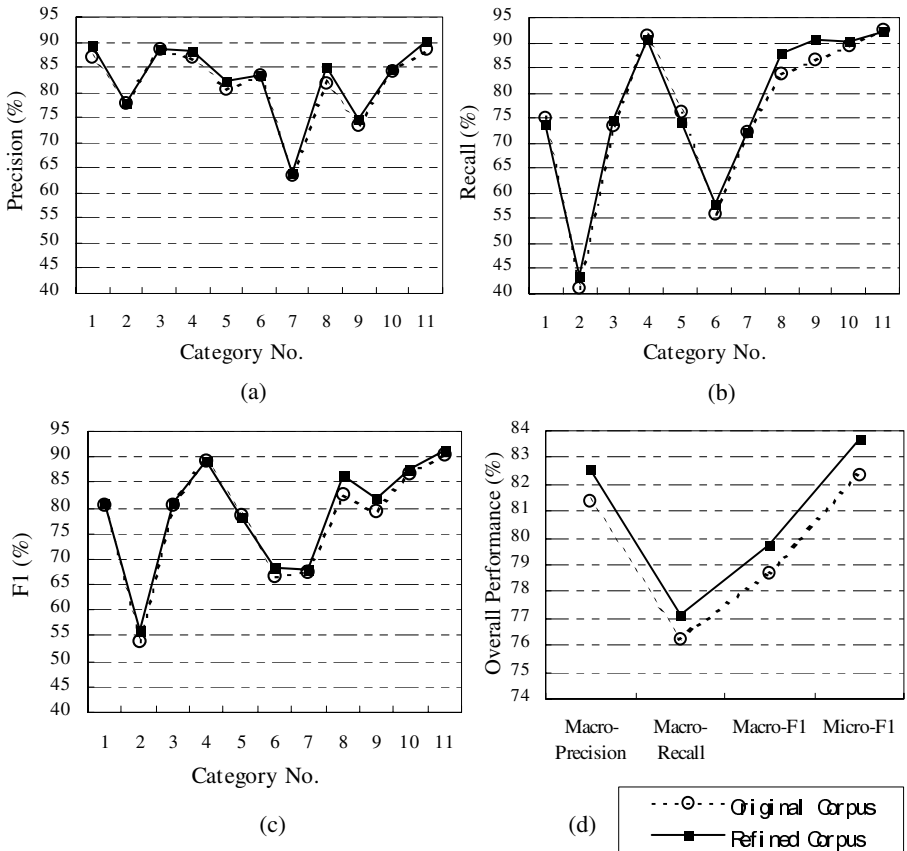 95
90
85
80
75
70
65
60
55
50
45
40
Precision (%)
1 2 3 4 5 6 7 8 9 10 11
Category No.
(a)
95
90
85
80
75
70
65
60
55
50
45
40
Recall (%)
1 2 3 4 5 6 7 8 9 10 11
Category No.
(b)
95
90
85
80
75
70
65
60
55
50
45
40
F1 (%)
1 2 3 4 5 6 7 8 9 10 11
Category No.
(c)
84
83
82
81
80
79
78
77
76
75
74
Overall Performance (%)
Macro- Macro- Macro-F1 Micro-F1
Precision Recall
(d)
Original Corpus
Refined Corpus